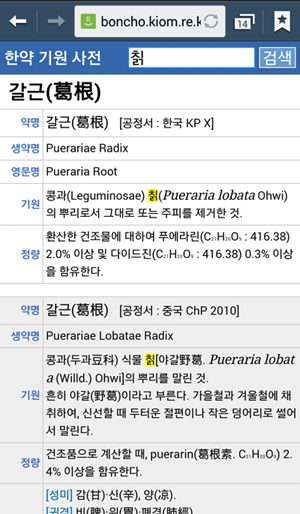 boncho.kiom.re.k
14
한약 기원 사전
칡
검색
갈근(葛根)
약명 갈근(葛根) [공정서 : 한국 KP X]
생약명 Puerariae Radix
영문명 Pueraria Root
기원 콩과(Leguminosae) 칡(Pueraria lobata Ohwi)
의 뿌리로서 그대로 또는 주피를 제거한 것.
정량 환산한 건조물에 대하여 푸에라린(C₂₁H₂₀O₉ : 416.38)
2.0% 이상 및 다이드진(C₂₁H₂₀O₉ : 416.38) 0.3% 이상
을 함유한다.
약명 갈근(葛根) [공정서 : 중국 ChP 2010]
생약명 Puerariae Lobatae Radix
기원 콩과(두과豆科) 식물 칡[야갈野葛. Pueraria lobat
a (Willd.) Ohwi]의 뿌리를 말린 것.
흔히 야갈(野葛)이라고 부른다. 가을철과 겨울철에 채
취하여, 신선할 때 두터운 절편이나 작은 덩어리로 썰어
서 말린다.
정량 건조품으로 계산할 때, puerarin(葛根素. C₂₁H₂₀O₉) 2.
4% 이상을 함유한다.
[성미] 감(甘)·신(辛), 양(凉).
[귀경] 비(脾)·위(胃)·폐경(肺經)